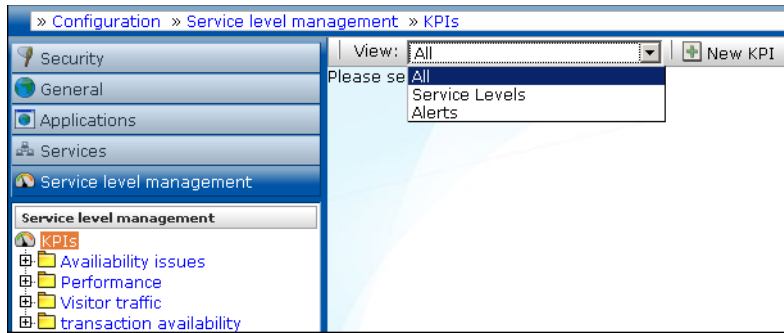 » Configuration » Service level management » KPIs
Security
General
Applications
Services
Service level management
Service level management
KPIs
Availiability issues
Performance
Visitor traffic
transaction availability
View: All
New KPI
Please se
All
Service Levels
Alerts